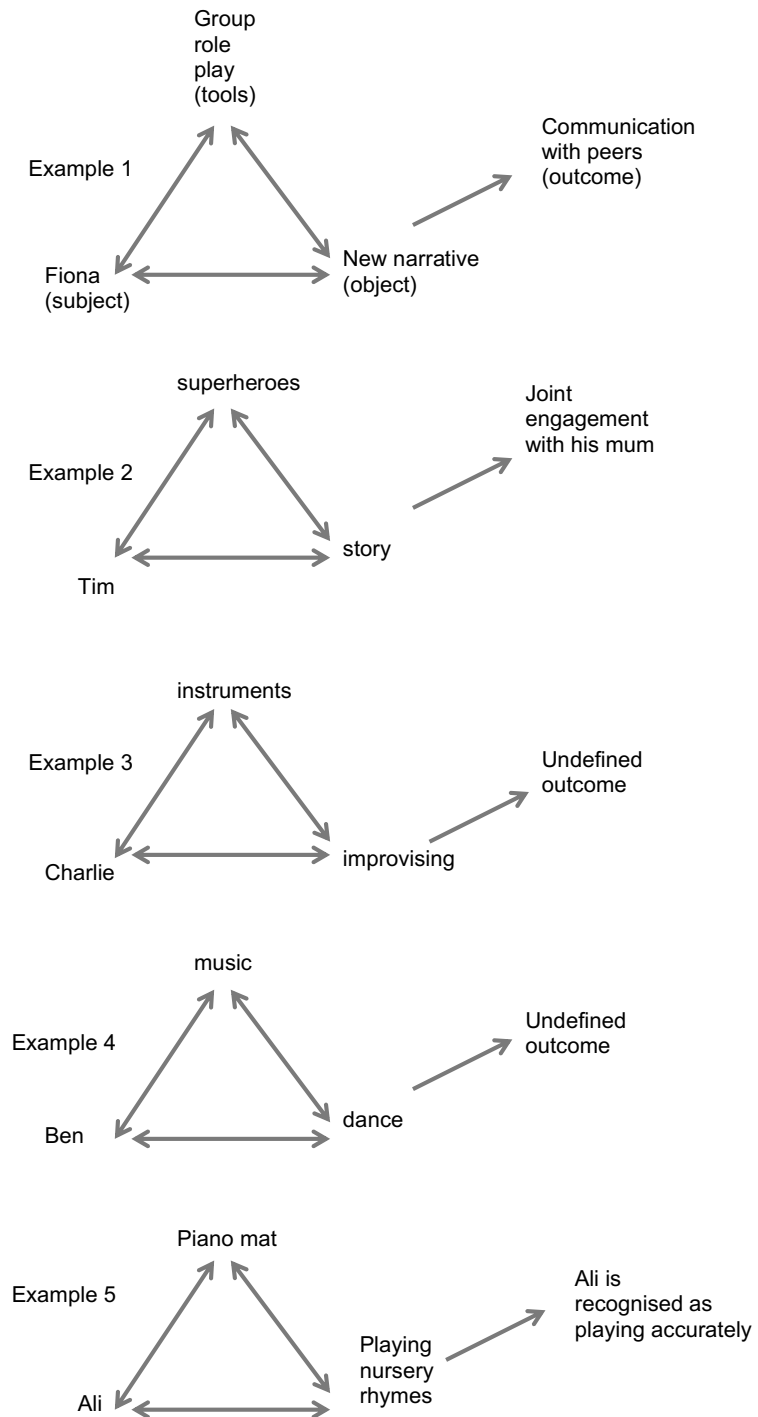 Group
role
play
(tools)
Communication
with peers
(outcome)
Example 1
New narrative
(object)
Fiona
(subject)
superheroes
Joint
engagement
with his mum
Example 2
story
Tim
instruments
Undefined
outcome
Example 3
improvising
Charlie
music
Undefined
outcome
Example 4
dance
Ben
Piano mat
Ali is
recognised as
playing accurately
Example 5
Playing
nursery
rhymes
Ali